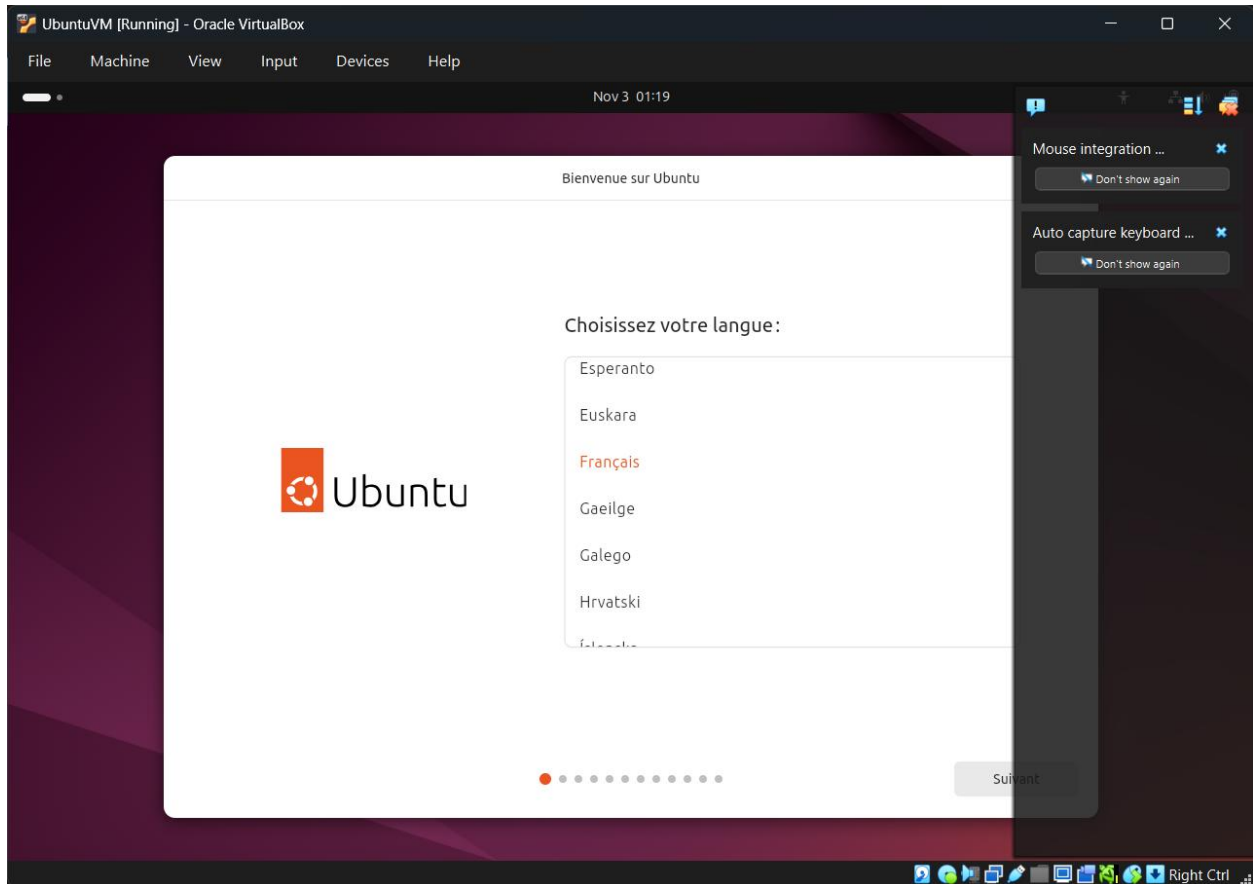 UbuntuVM [Running] - Oracle VirtualBox
File Machine View Input Devices Help
Nov 3 01:19
Mouse integration ...
Don't show again
Auto capture keyboard ...
Don't show again
Bienvenue sur Ubuntu
Choisissez votre langue :
Esperanto
Euskara
Français
Gaeilge
Galego
Hrvatski
Ubuntu
Suivant
Right Ctrl